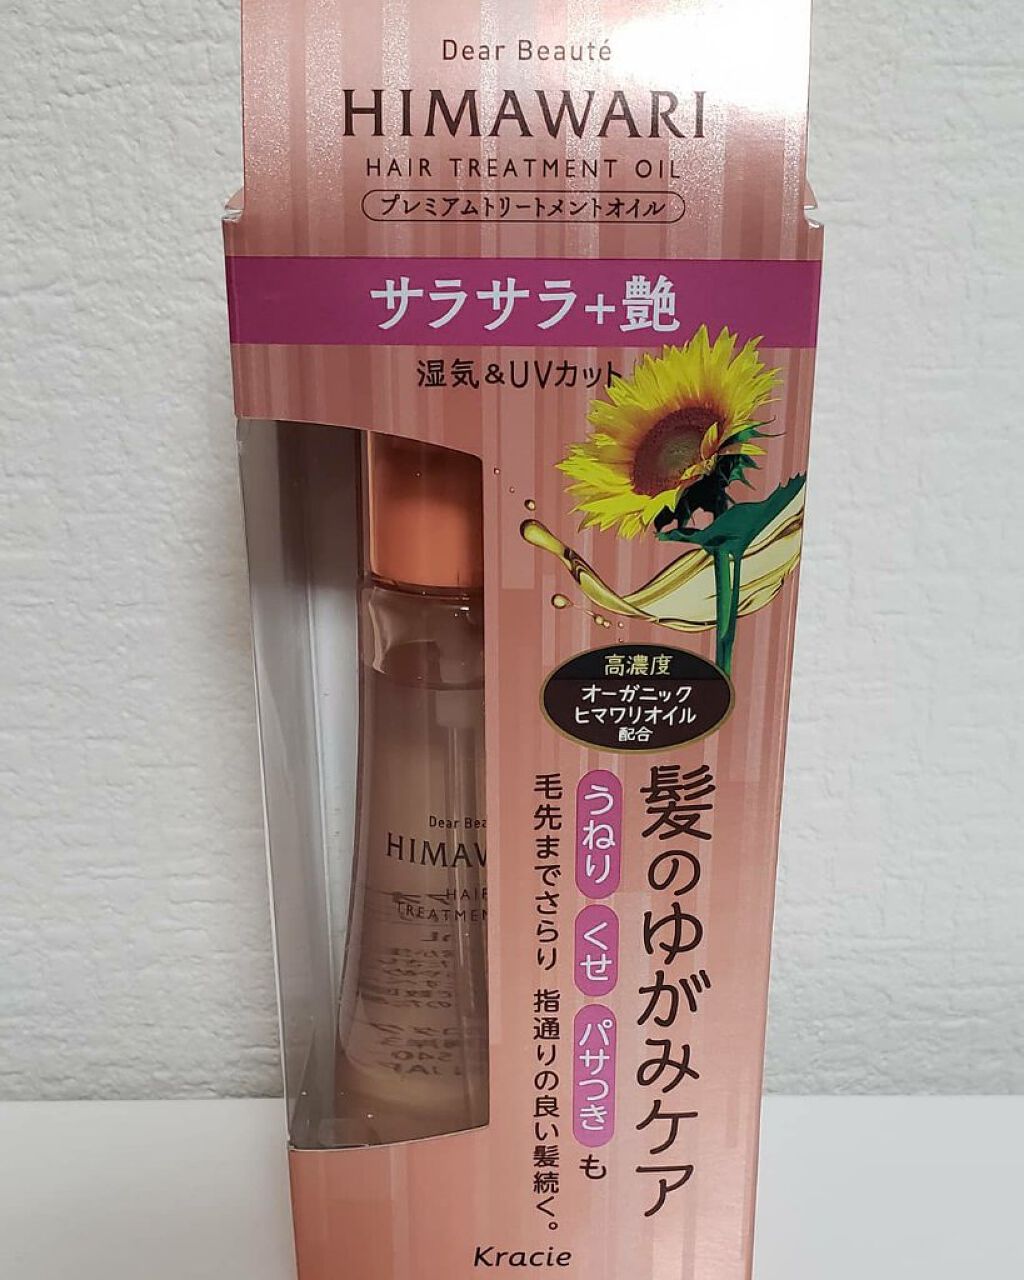 Dear Beauté
HIMAWARI
HAIR TREATMENT OIL
プレミアムトリートメントオイル
サラサラ+艶
湿気&UVカット
高濃度
オーガニック
ヒマワリオイル
配合
髪のゆがみケア
うねり くせ パサつきも
毛先までさらり 指通りの良い髪続く。
Dear Bea
HIMAW
HAIR
TREATMEN
Kracie